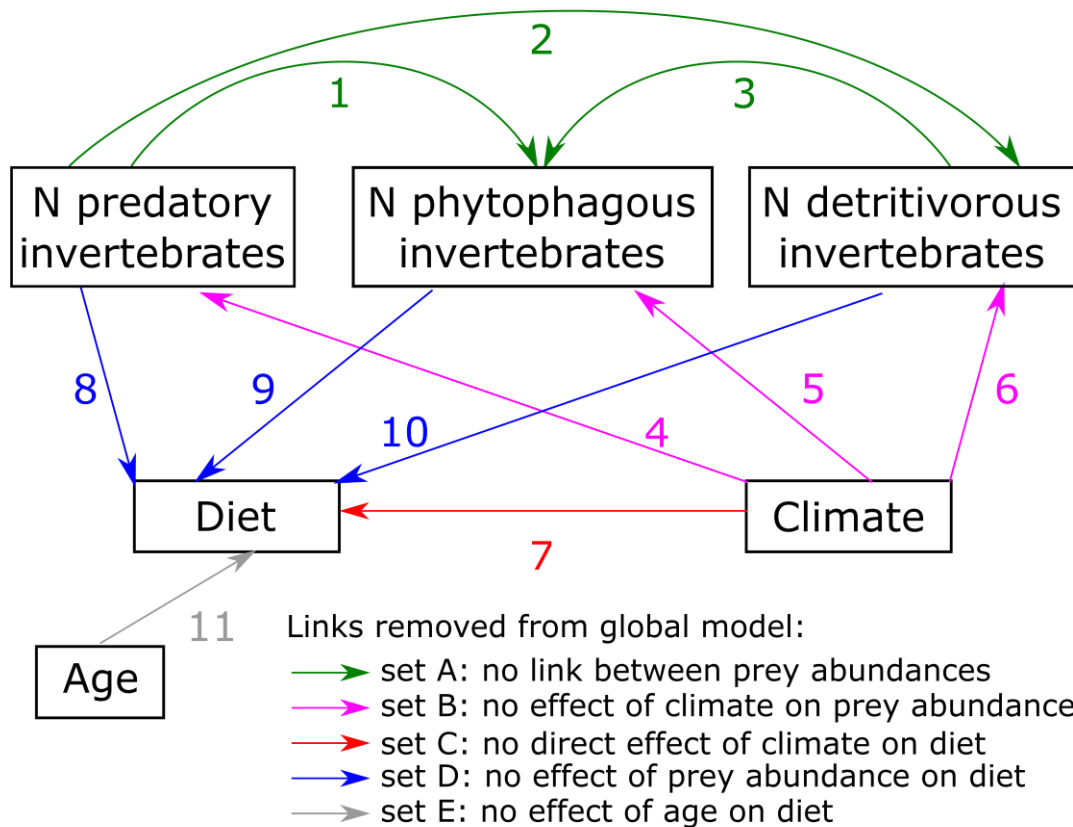 2
1
3
N predatory
invertebrates
N phytophagous
invertebrates
N detritivorous
invertebrates
8
9
10
4
5
6
Diet
Climate
7
11
Age
Links removed from global model:
set A: no link between prey abundances
set B: no effect of climate on prey abundance
set C: no direct effect of climate on diet
set D: no effect of prey abundance on diet
set E: no effect of age on diet